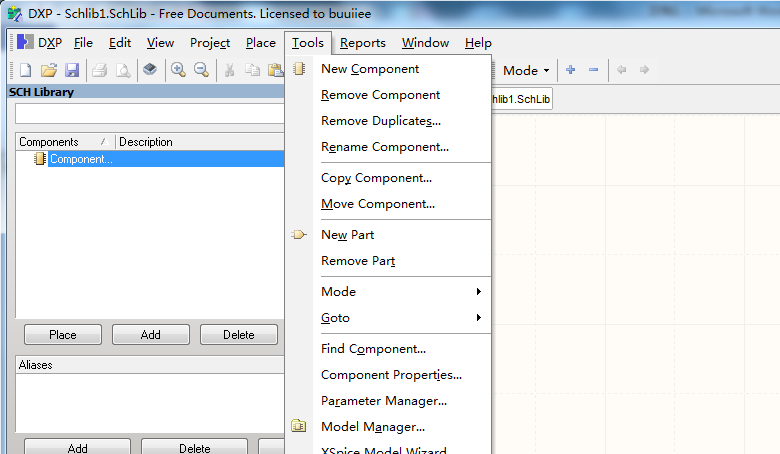 DXP - Schlib1.SchLib - Free Documents. Licensed to buuiiee
DXP File Edit View Project Place Tools Reports Window Help
Mode
SCH Library
hlib1.SchLib
Components Description
Component...
Place Add Delete
Aliases
Add Delete
New Component
Remove Component
Remove Duplicates...
Rename Component...
Copy Component...
Move Component...
New Part
Remove Part
Mode
Goto
Find Component...
Component Properties...
Parameter Manager...
Model Manager...
XSpice Model Wizard